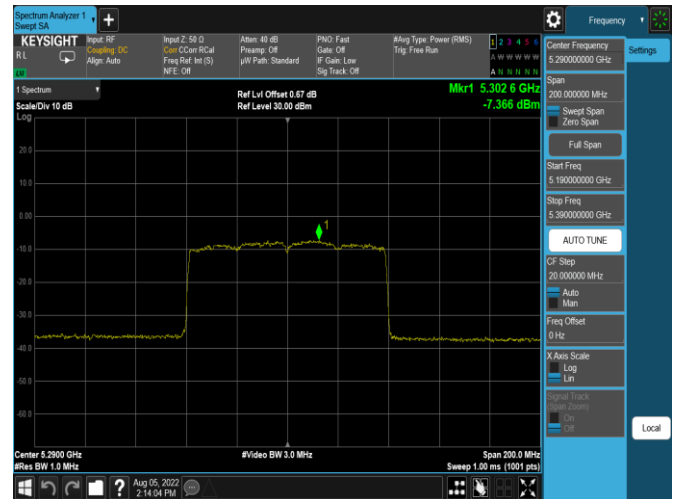 Spectrum Analyzer 1
Swept SA
Frequency
KEYSIGHT
R L
LXI
Input: RF
Coupling: DC
Align: Auto
Input Z: 50 Ω
Corr CCorr RCal
Freq Ref: Int (S)
NFE: Off
Atten: 40 dB
Preamp: Off
µW Path: Standard
PNO: Fast
Gate: Off
IF Gain: Low
Sig Track: Off
#Avg Type: Power (RMS)
Trig: Free Run
1 2 3 4 5 6
A W W W W W
A N N N N N
1 Spectrum
Scale/Div 10 dB
Log
Ref Lvl Offset 0.67 dB
Ref Level 30.00 dBm
Mkr1 5.302 6 GHz
-7.366 dBm
20.0
10.0
0.00
-10.0
-20.0
-30.0
-40.0
-50.0
-60.0
1
Center 5.2900 GHz
#Res BW 1.0 MHz
#Video BW 3.0 MHz
Span 200.0 MHz
Sweep 1.00 ms (1001 pts)
Center Frequency
5.290000000 GHz
Settings
Span
200.000000 MHz
Swept Span
Zero Span
Full Span
Start Freq
5.190000000 GHz
Stop Freq
5.390000000 GHz
AUTO TUNE
CF Step
20.000000 MHz
Auto
Man
Freq Offset
0 Hz
X Axis Scale
Log
Lin
Signal Track
(Span Zoom)
On
Off
Local
?
Aug 05, 2022
2:14:04 PM